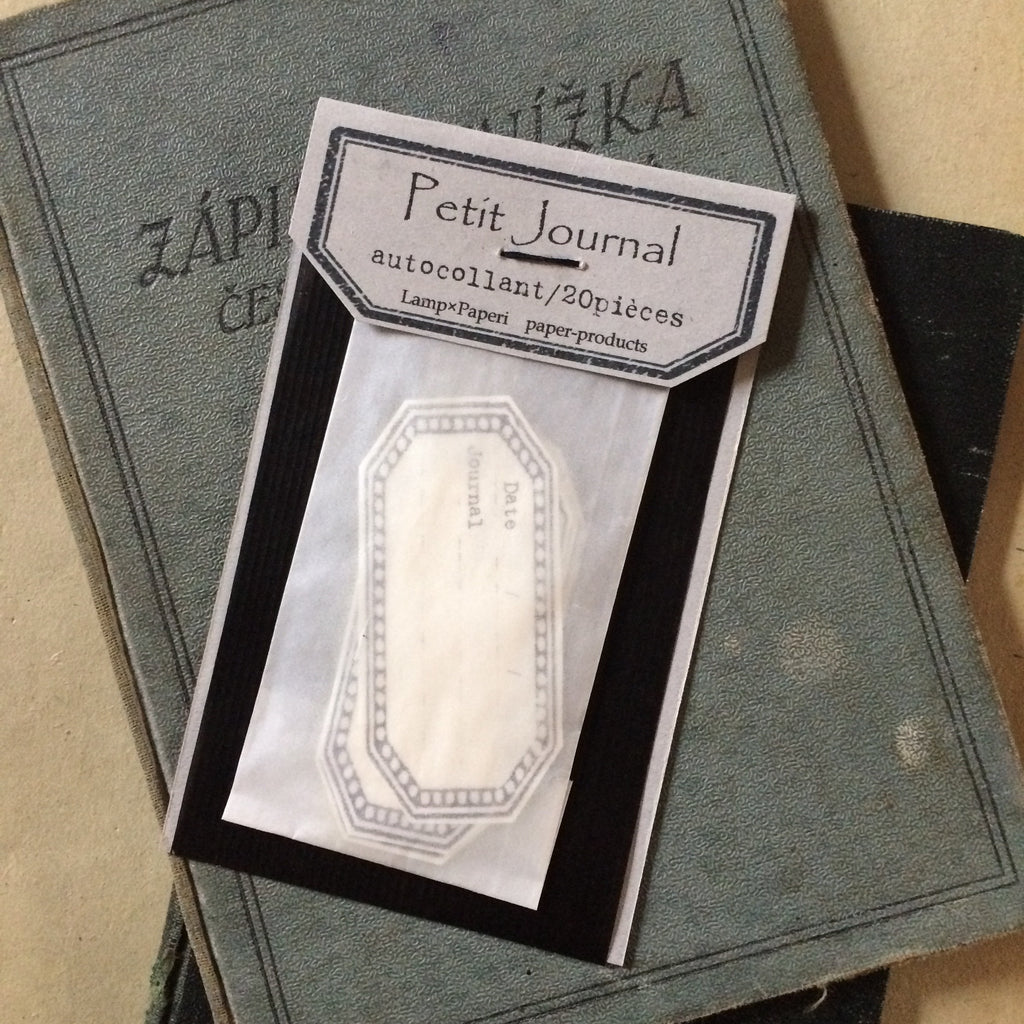 Petit Journal
autocollant/20pièces
Lamp×Paperi paper-products
Date / /
Journal